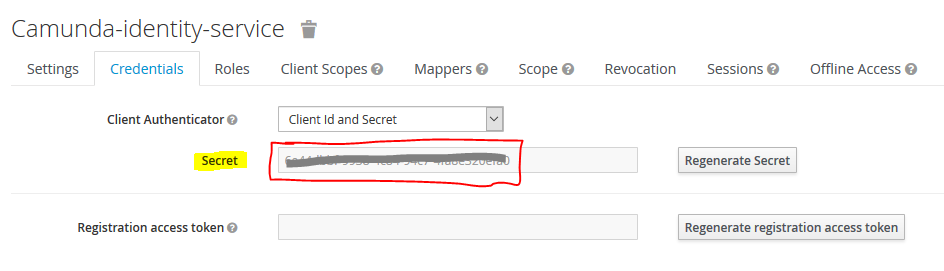 Camunda-identity-service
Settings Credentials Roles Client Scopes Mappers Scope Revocation Sessions Offline Access
Client Authenticator Client Id and Secret
Secret Regenerate Secret
Registration access token Regenerate registration access token